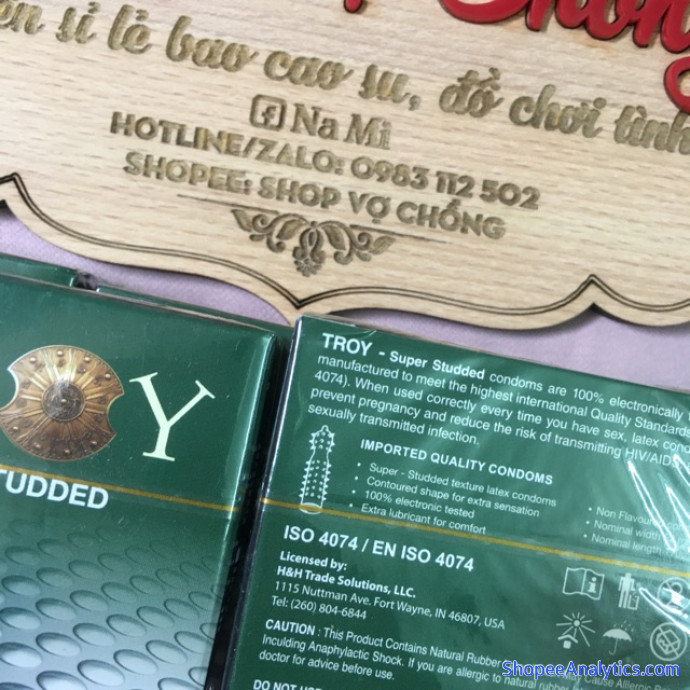 Chồng
sỉ lẻ bao cao su, đồ chơi tình
Na Mi
HOTLINE/ZALO: 0983 112 502
SHOPEE: SHOP VỢ CHỒNG
OY
TUDDED
TROY - Super Studded condoms are 100% electronically
manufactured to meet the highest international Quality Standards
4074). When used correctly every time you have sex, latex
prevent pregnancy and reduce the risk of transmitting HIV/AIDS
sexually transmitted infection.
IMPORTED QUALITY CONDOMS
• Super - Studded texture latex condoms
• Contoured shape for extra sensation
• 100% electronic tested
• Extra lubricant for comfort
• Non
• Nominal width
• Nominal length
ISO 4074 / EN ISO 4074
Licensed by:
H&H Trade Solutions, LLC.
1115 Nuttman Ave, Fort Wayne, IN 46807, USA
Tel: (260) 804-6844
CAUTION : This Product Contains Natural Rubber
Inculding Anaphylactic Shock. If you are allergic to natural
doctor for advice before use.
DO NOT
ShopeeAnalytics.com